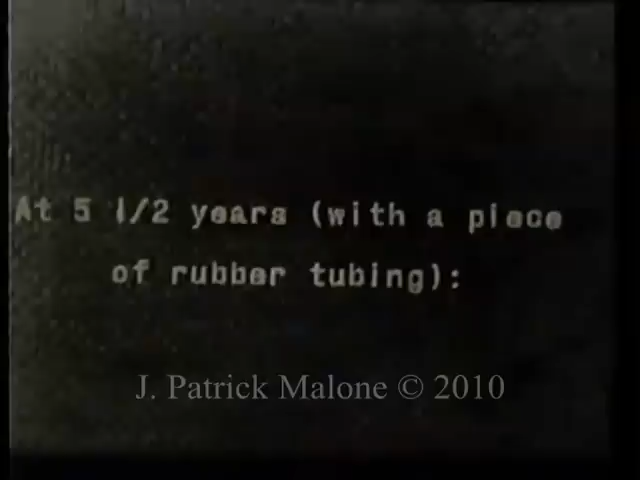 At 5 1/2 years (with a piece
of rubber tubing):
J. Patrick Malone © 2010